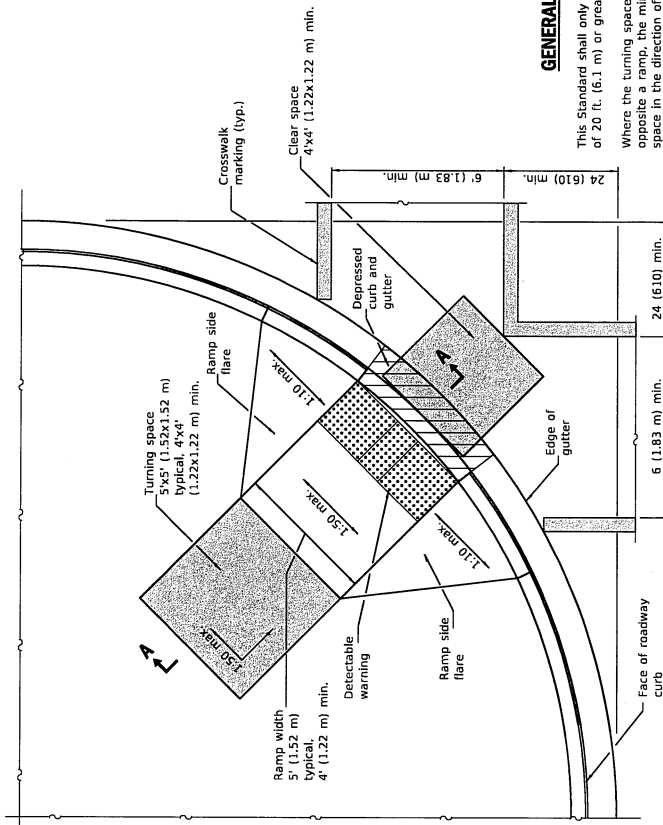 Crosswalk
marking (typ.)
Clear space
4'x4' (1.22x1.22 m) min.
Turning space
5'x5' (1.52x1.52 m)
typical, 4'x4'
(1.22x1.22 m) min.
Ramp side
flare
Depressed
curb and
gutter
6' (1.83 m) min.
24 (610) min.
1:10 max.
A
1:50 max.
1:50 max.
A
1:10 max.
Ramp width
5' (1.52 m)
typical,
4' (1.22 m) min.
Detectable
warning
Ramp side
flare
Edge of
gutter
Face of roadway
curb
6 (1.83 m) min.
24 (610) min.
GENERAL
This Standard shall only
of 20 ft. (6.1 m) or grea
Where the turning space
opposite a ramp, the mi
space in the direction of